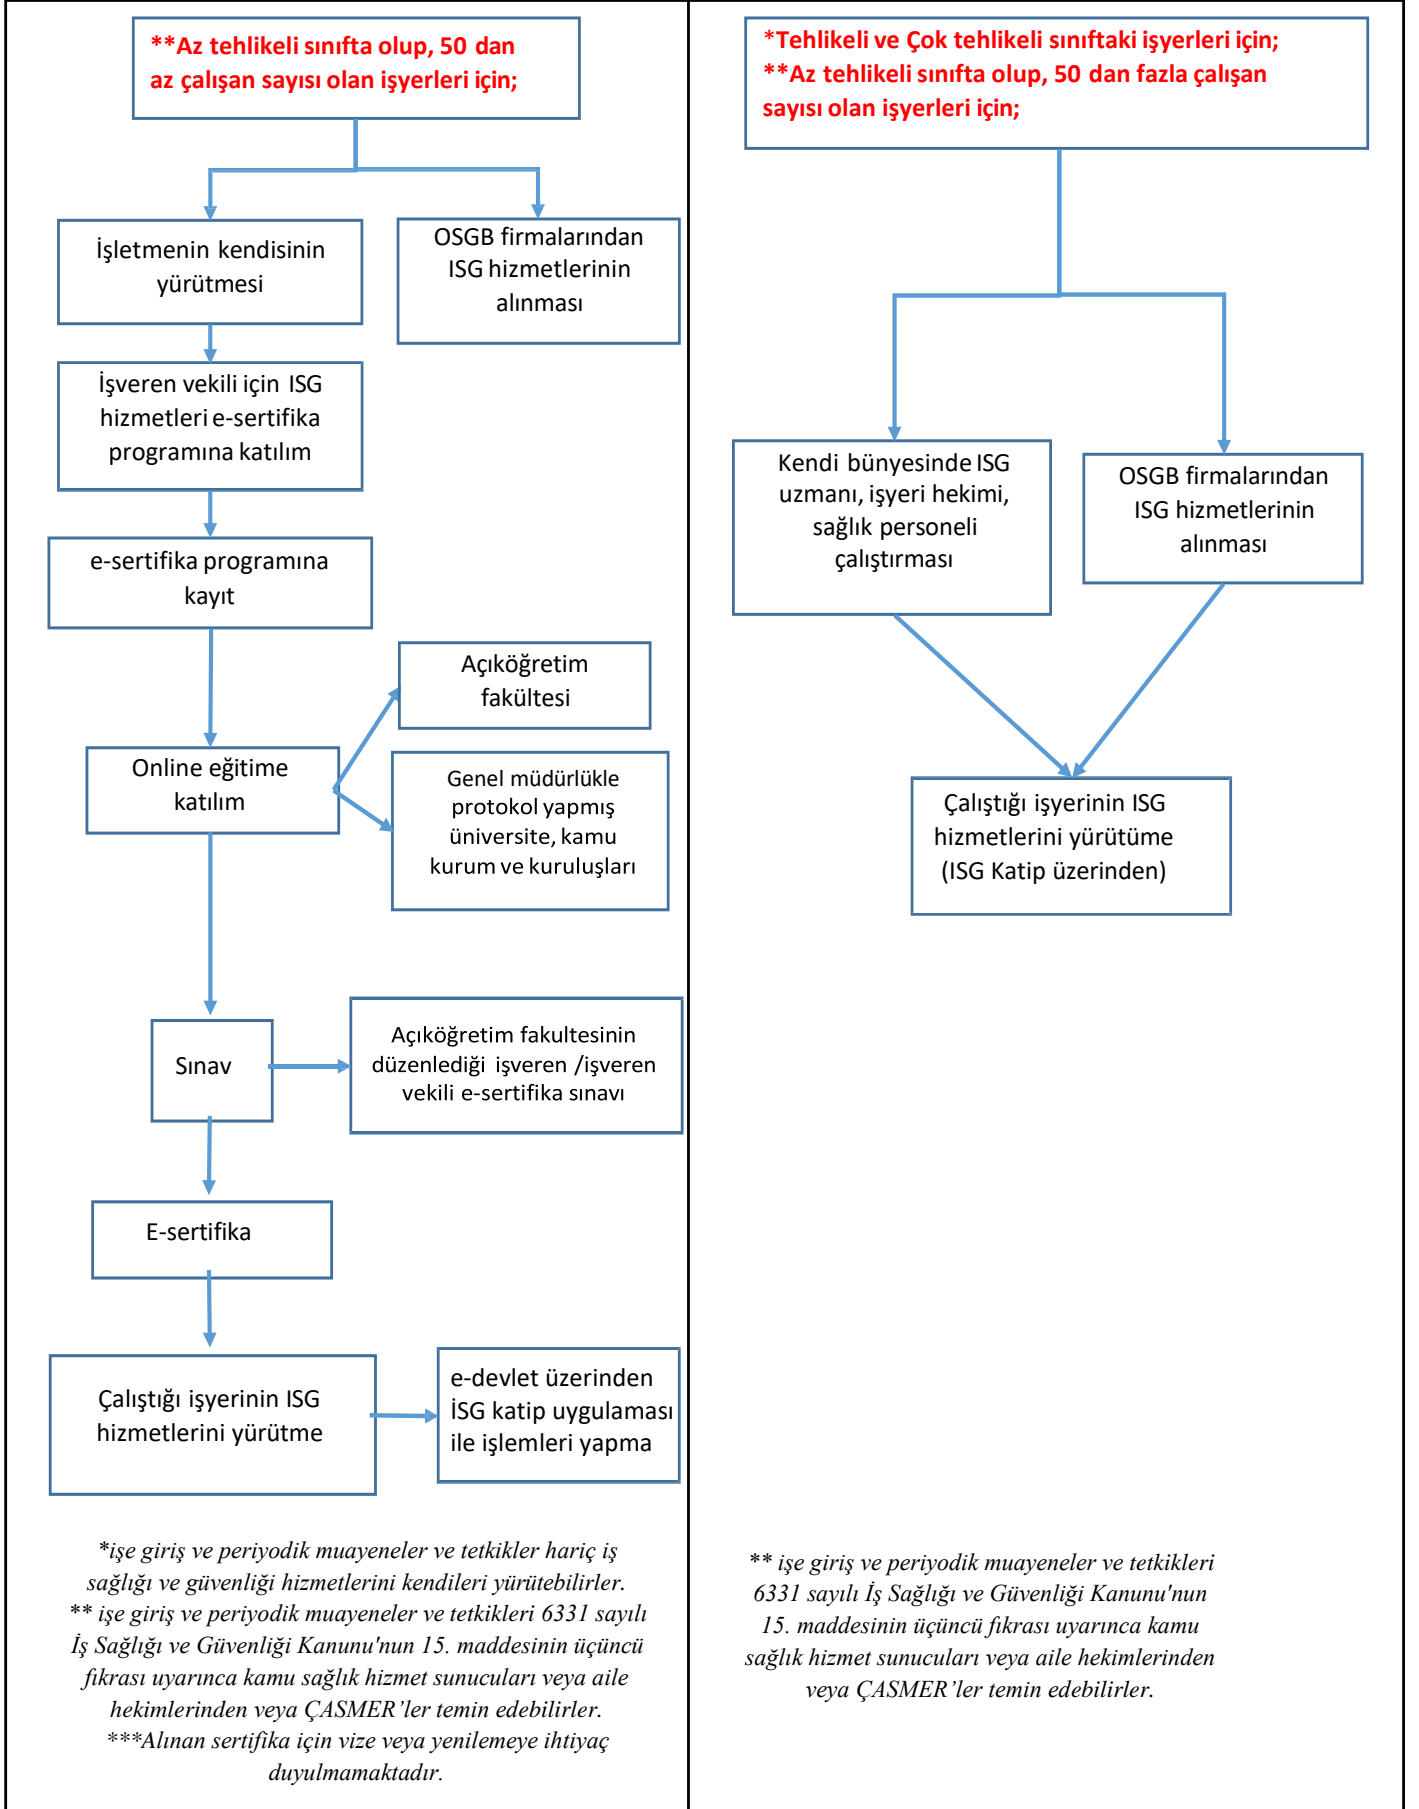 **Az tehlikeli sınıfta olup, 50 dan
az çalışan sayısı olan işyerleri için;
İşletmenin kendisinin
yürütmesi
OSGB firmalarından
ISG hizmetlerinin
alınması
İşveren vekili için ISG
hizmetleri e-sertifika
programına katılım
e-sertifika programına
kayıt
Açıköğretim
fakültesi
Online eğitime
katılım
Genel müdürlükle
protokol yapmış
üniversite, kamu
kurum ve kuruluşları
Sınav
Açıköğretim fakultesinin
düzenlediği işveren /işveren
vekili e-sertifika sınavı
E-sertifika
Çalıştığı işyerinin ISG
hizmetlerini yürütme
e-devlet üzerinden
İSG katip uygulaması
ile işlemleri yapma
*işe giriş ve periyodik muayeneler ve tetkikler hariç iş
sağlığı ve güvenliği hizmetlerini kendileri yürütebilirler.
** işe giriş ve periyodik muayeneler ve tetkikleri 6331 sayılı
İş Sağlığı ve Güvenliği Kanunu'nun 15. maddesinin üçüncü
fıkrası uyarınca kamu sağlık hizmet sunucuları veya aile
hekimlerinden veya ÇASMER’ler temin edebilirler.
***Alınan sertifika için vize veya yenilemeye ihtiyaç
duyulmamaktadır.
*Tehlikeli ve Çok tehlikeli sıniftaki işyerleri için;
**Az tehlikeli sınıfta olup, 50 dan fazla çalışan
sayısı olan işyerleri için;
Kendi bünyesinde ISG
uzmanı, işyeri hekimi,
sağlık personeli
çalıştırması
OSGB firmalarından
ISG hizmetlerinin
alınması
Çalıştığı işyerinin ISG
hizmetlerini yürütüme
(ISG Katip üzerinden)
** işe giriş ve periyodik muayeneler ve tetkikleri
6331 sayılı İş Sağlığı ve Güvenliği Kanunu'nun
15. maddesinin üçüncü fıkrası uyarınca kamu
sağlık hizmet sunucuları veya aile hekimlerinden
veya ÇASMER’ler temin edebilirler.